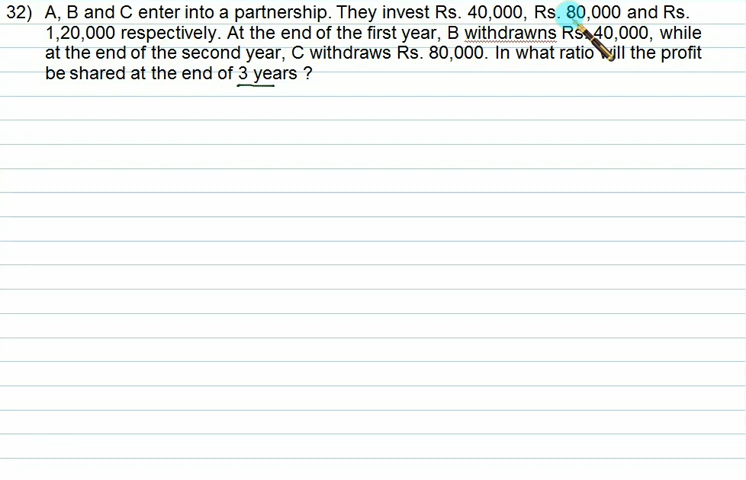 32) A, B and C enter into a partnership. They invest Rs. 40,000, Rs. 80,000 and Rs.
1,20,000 respectively. At the end of the first year, B withdrawns Rs. 40,000, while
at the end of the second year, C withdraws Rs. 80,000. In what ratio will the profit
be shared at the end of 3 years ?